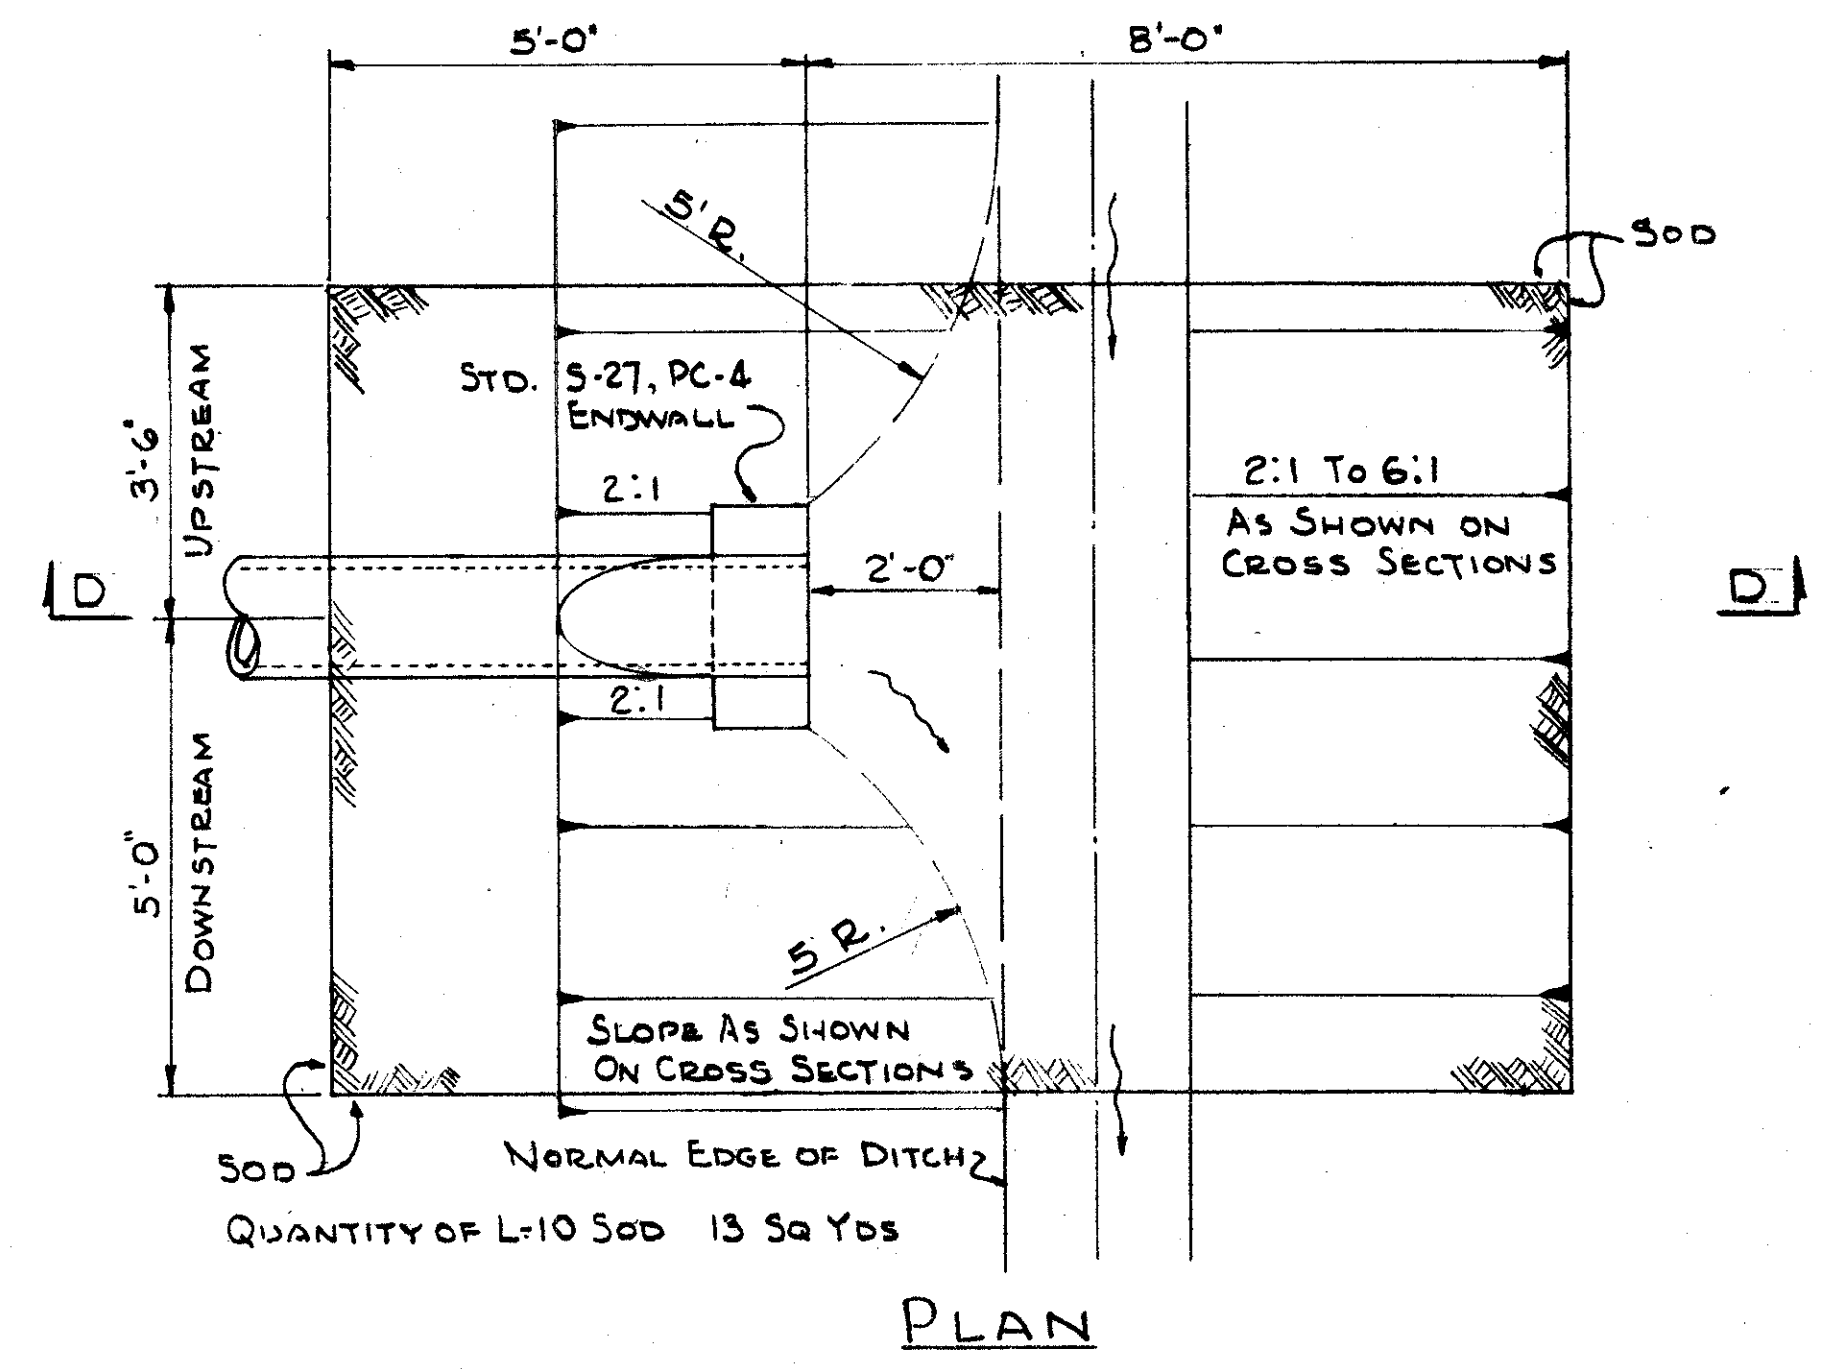 5'-0"
8'-0"
5' R.
SOD
STD. S-27, PC-4
ENDWALL
3'-6"
UPSTREAM
2:1
2:1 TO 6:1
AS SHOWN ON
CROSS SECTIONS
2'-0"
D
D
2:1
5'-0"
DOWNSTREAM
5 R.
SLOPE AS SHOWN
ON CROSS SECTIONS
SOD
NORMAL EDGE OF DITCH
QUANTITY OF L-10 SOD 13 SQ YDS
PLAN